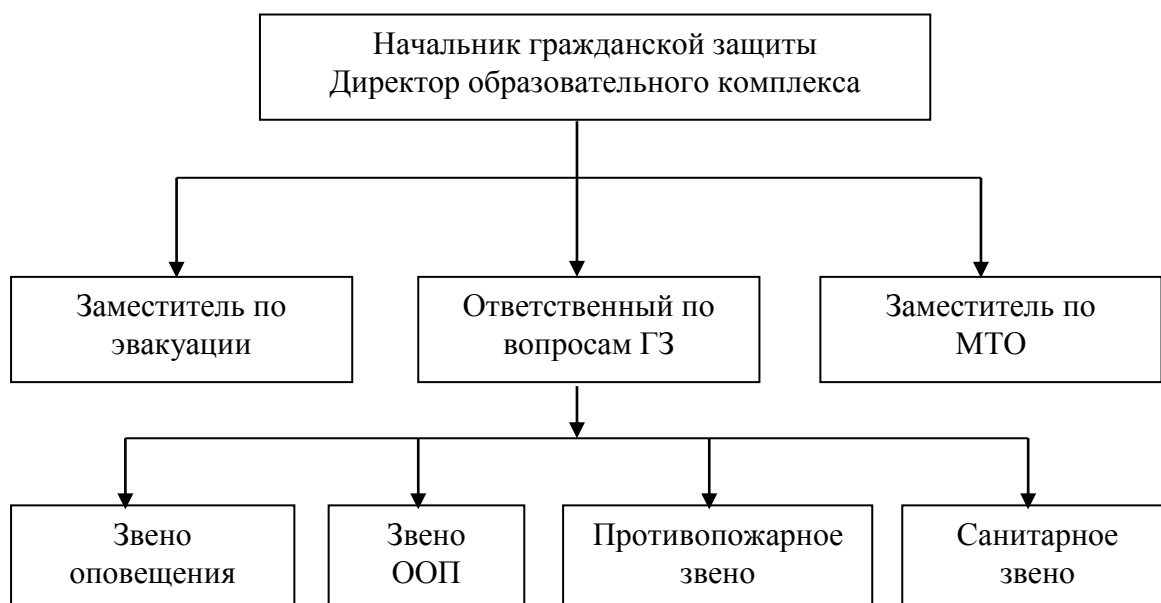 Начальник гражданской защиты
Директор образовательного комплекса
Заместитель по
эвакуации
Ответственный по
вопросам ГЗ
Заместитель по
МТО
Звено
оповещения
Звено
ООП
Противопожарное
звено
Санитарное
звено